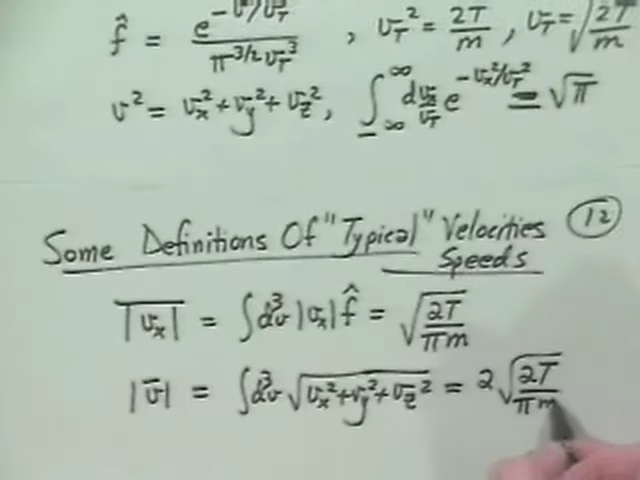 f̂ = e^{-v²/v_T²} / π^{3/2} v_T³ , v_T² = 2T/m , v_T = √(2T/m)
v² = v_x² + v_y² + v_z² , ∫_{-∞}^{∞} dv_x/v_T e^{-v_x²/v_T²} = √π
Some Definitions Of "Typical" Velocities 12
Speeds
|v_x|‾ = ∫d³v |v_x| f̂ = √(2T/πm)
|v̄| = ∫d³v √(v_x² + v_y² + v_z²) = 2√(2T/πm)